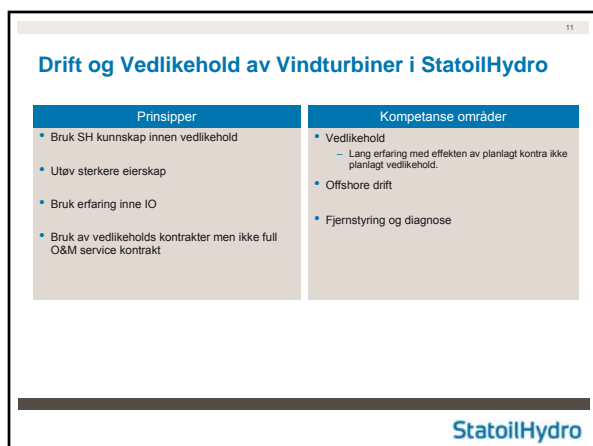 11
Drift og Vedlikehold av Vindturbiner i StatoilHydro
Prinsipper
• Bruk SH kunnskap innen vedlikehold
• Utøv sterkere eierskap
• Bruk erfaring inne IO
• Bruk av vedlikeholds kontrakter men ikke full
O&M service kontrakt
Kompetanse områder
• Vedlikehold
– Lang erfaring med effekten av planlagt kontra ikke
planlagt vedlikehold.
• Offshore drift
• Fjernstyring og diagnose
StatoilHydro